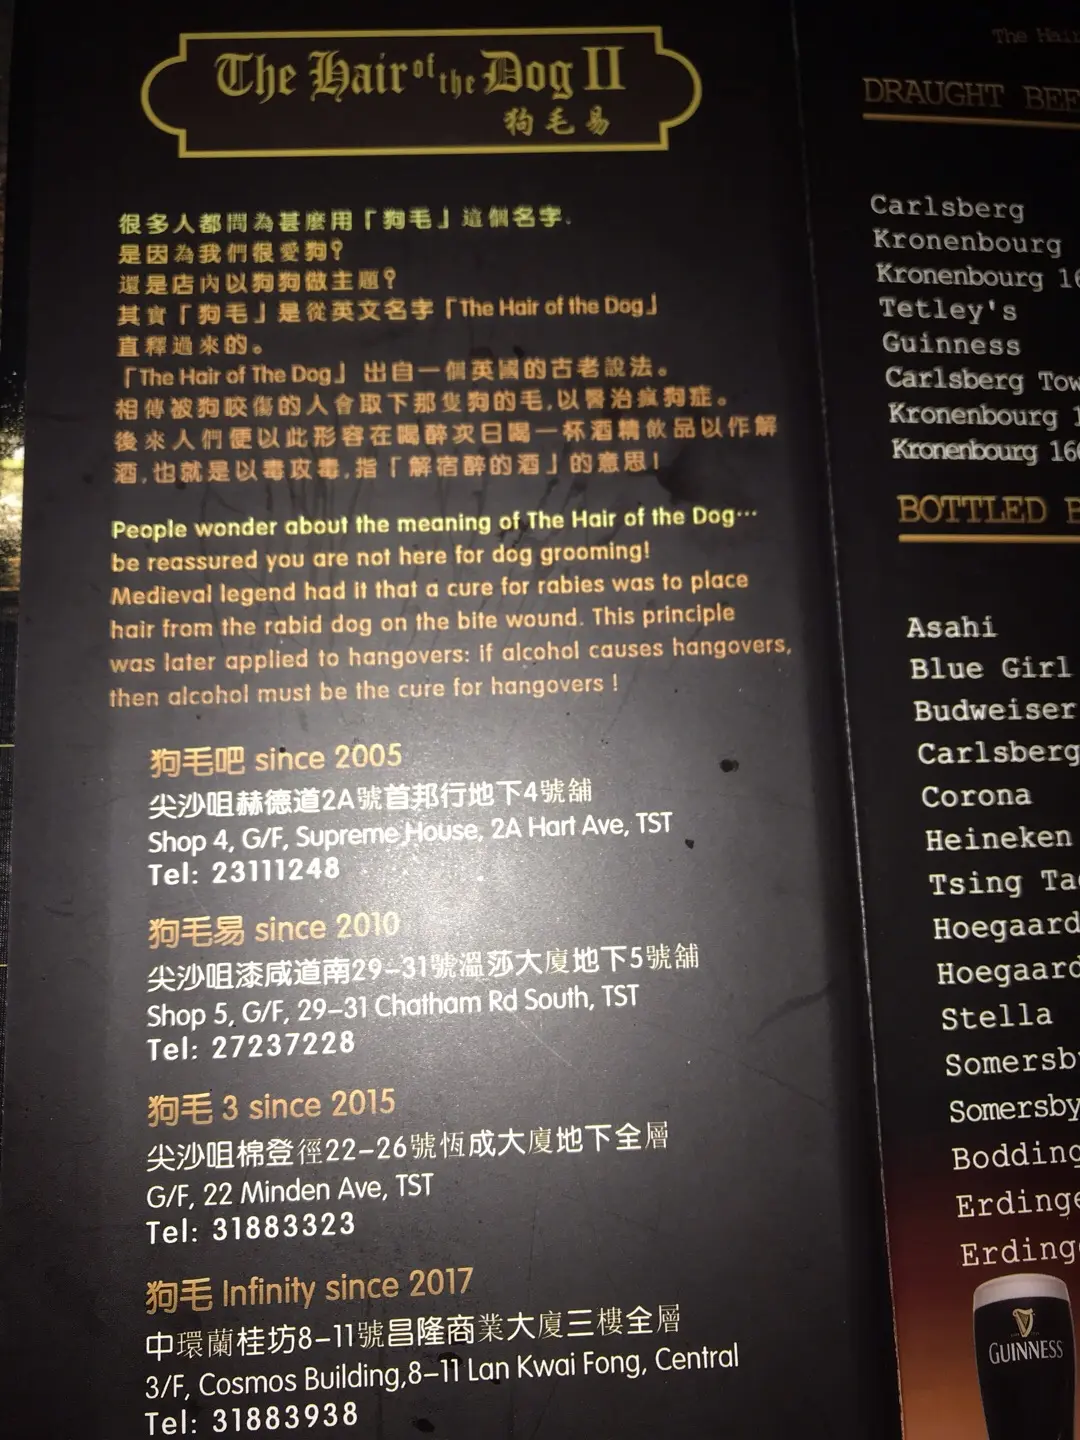 The Hair of the Dog II
狗毛易
很多人都問為甚麼用「狗毛」這個名字.
是因為我們很愛狗?
還是店內以狗狗做主題?
其實「狗毛」是從英文名字「The Hair of the Dog」
直釋過來的。
「The Hair of The Dog」 出自一個英國的古老說法。
相傳被狗咬傷的人會取下那隻狗的毛,以醫治瘋狗症。
後來人們便以此形容在喝醉次日喝一杯酒精飲品以作解
酒,也就是以毒攻毒,指「解宿醉的酒」的意思!
People wonder about the meaning of The Hair of the Dog…
be reassured you are not here for dog grooming!
Medieval legend had it that a cure for rabies was to place
hair from the rabid dog on the bite wound. This principle
was later applied to hangovers: if alcohol causes hangovers,
then alcohol must be the cure for hangovers !
狗毛吧 since 2005
尖沙咀赫德道2A號首邦行地下4號舖
Shop 4, G/F, Supreme House, 2A Hart Ave, TST
Tel: 23111248
狗毛易 since 2010
尖沙咀漆咸道南29-31號溫莎大廈地下5號舖
Shop 5, G/F, 29-31 Chatham Rd South, TST
Tel: 27237228
狗毛 3 since 2015
尖沙咀棉登徑22-26號恆成大廈地下全層
G/F, 22 Minden Ave, TST
Tel: 31883323
狗毛 Infinity since 2017
中環蘭桂坊8-11號昌隆商業大廈三樓全層
3/F, Cosmos Building,8-11 Lan Kwai Fong, Central
Tel: 31883938
The
DRAUGHT
Carlsberg
Kronenbourg
Kronenbourg
Tetley's
Guinness
Carlsberg
Kronenbourg
Kronenbourg
BOTTLED
Asahi
Blue Girl
Budweiser
Carlsberg
Corona
Heineken
Tsing
Hoegaard
Hoegaard
Stella
Somersby
Somersby
Bodding
Erdinge
Erding
GUINNESS